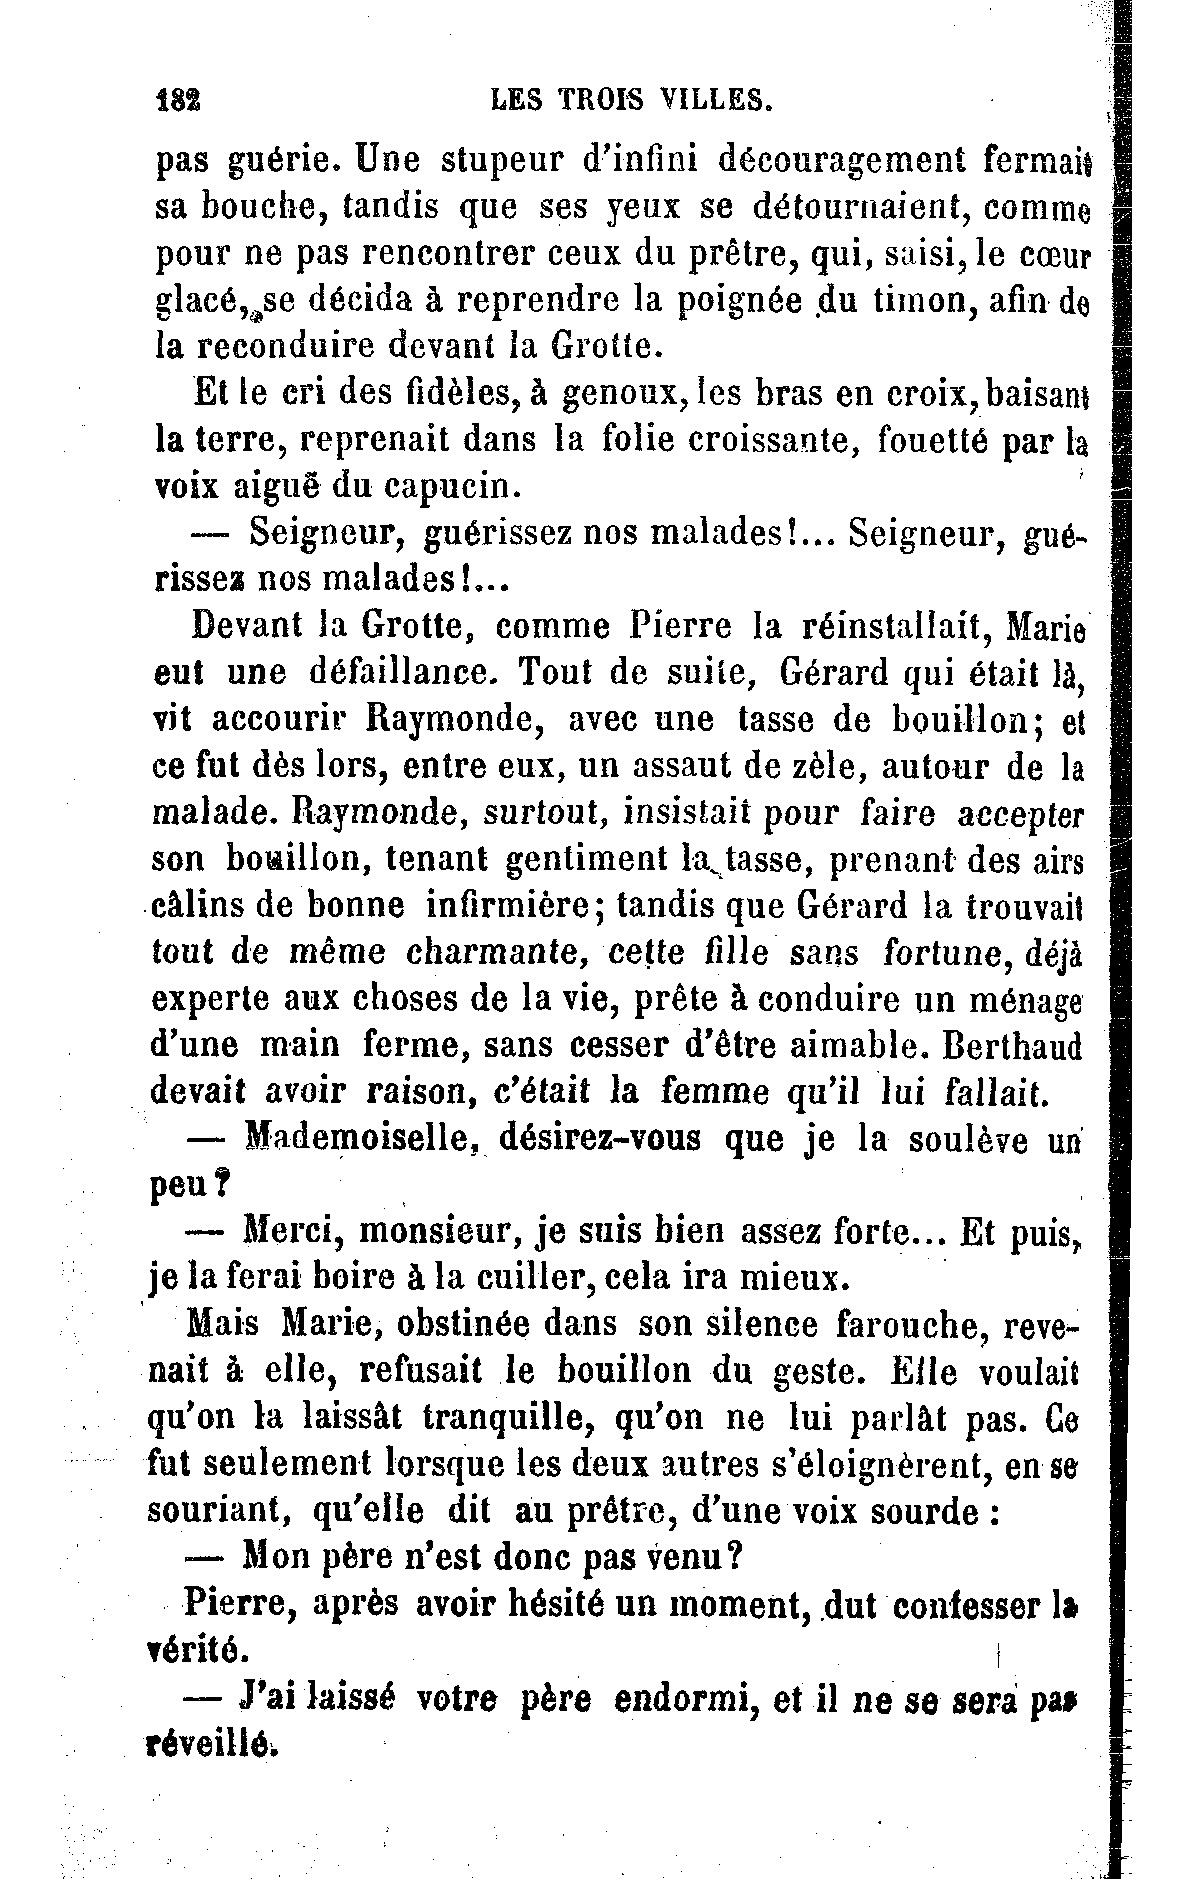 182 LES TROIS VILLES.
pas guérie. Une stupeur d'infini découragement fermait
sa bouche, tandis que ses yeux se détournaient, comme
pour ne pas rencontrer ceux du prêtre, qui, saisi, le cœur
glacé, se décida à reprendre la poignée du timon, afin de
la reconduire devant la Grotte.
Et le cri des fidèles, à genoux, les bras en croix, baisant
la terre, reprenait dans la folie croissante, fouetté par la
voix aiguë du capucin.
— Seigneur, guérissez nos malades!... Seigneur, gué-
rissez nos malades!...
Devant la Grotte, comme Pierre la réinstallait, Marie
eut une défaillance. Tout de suite, Gérard qui était là,
vit accourir Raymonde, avec une tasse de bouillon; et
ce fut dès lors, entre eux, un assaut de zèle, autour de la
malade. Raymonde, surtout, insistait pour faire accepter
son bouillon, tenant gentiment la tasse, prenant des airs
câlins de bonne infirmière; tandis que Gérard la trouvait
tout de même charmante, cette fille sans fortune, déjà
experte aux choses de la vie, prête à conduire un ménage
d'une main ferme, sans cesser d'être aimable. Berthaud
devait avoir raison, c'était la femme qu'il lui fallait.
— Mademoiselle, désirez-vous que je la soulève un
peu?
— Merci, monsieur, je suis bien assez forte... Et puis,
je la ferai boire à la cuiller, cela ira mieux.
Mais Marie, obstinée dans son silence farouche, reve-
nait à elle, refusait le bouillon du geste. Elle voulait
qu'on la laissât tranquille, qu'on ne lui parlât pas. Ce
fut seulement lorsque les deux autres s'éloignèrent, en se
souriant, qu'elle dit au prêtre, d'une voix sourde :
— Mon père n'est donc pas venu?
Pierre, après avoir hésité un moment, dut confesser la
vérité.
— J'ai laissé votre père endormi, et il ne se sera pas
réveillé.